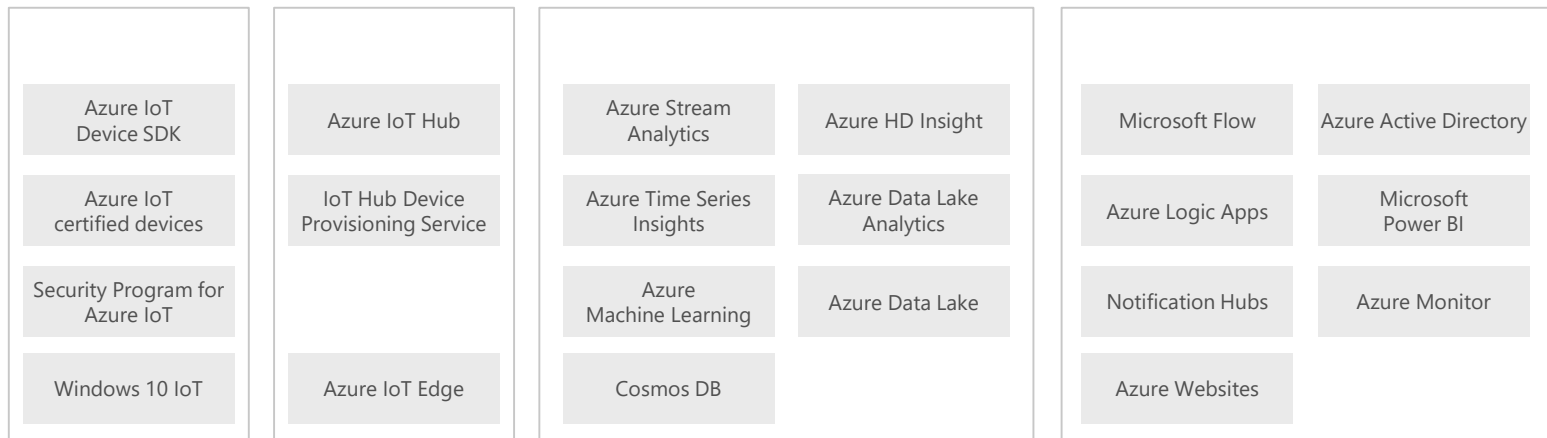 Azure IoT
Device SDK
Azure IoT
certified devices
Security Program for
Azure IoT
Windows 10 IoT
Azure IoT Hub
IoT Hub Device
Provisioning Service
Azure IoT Edge
Azure Stream
Analytics
Azure HD Insight
Azure Time Series
Insights
Azure Data Lake
Analytics
Azure
Machine Learning
Azure Data Lake
Cosmos DB
Microsoft Flow
Azure Active Directory
Azure Logic Apps
Microsoft
Power BI
Notification Hubs
Azure Monitor
Azure Websites